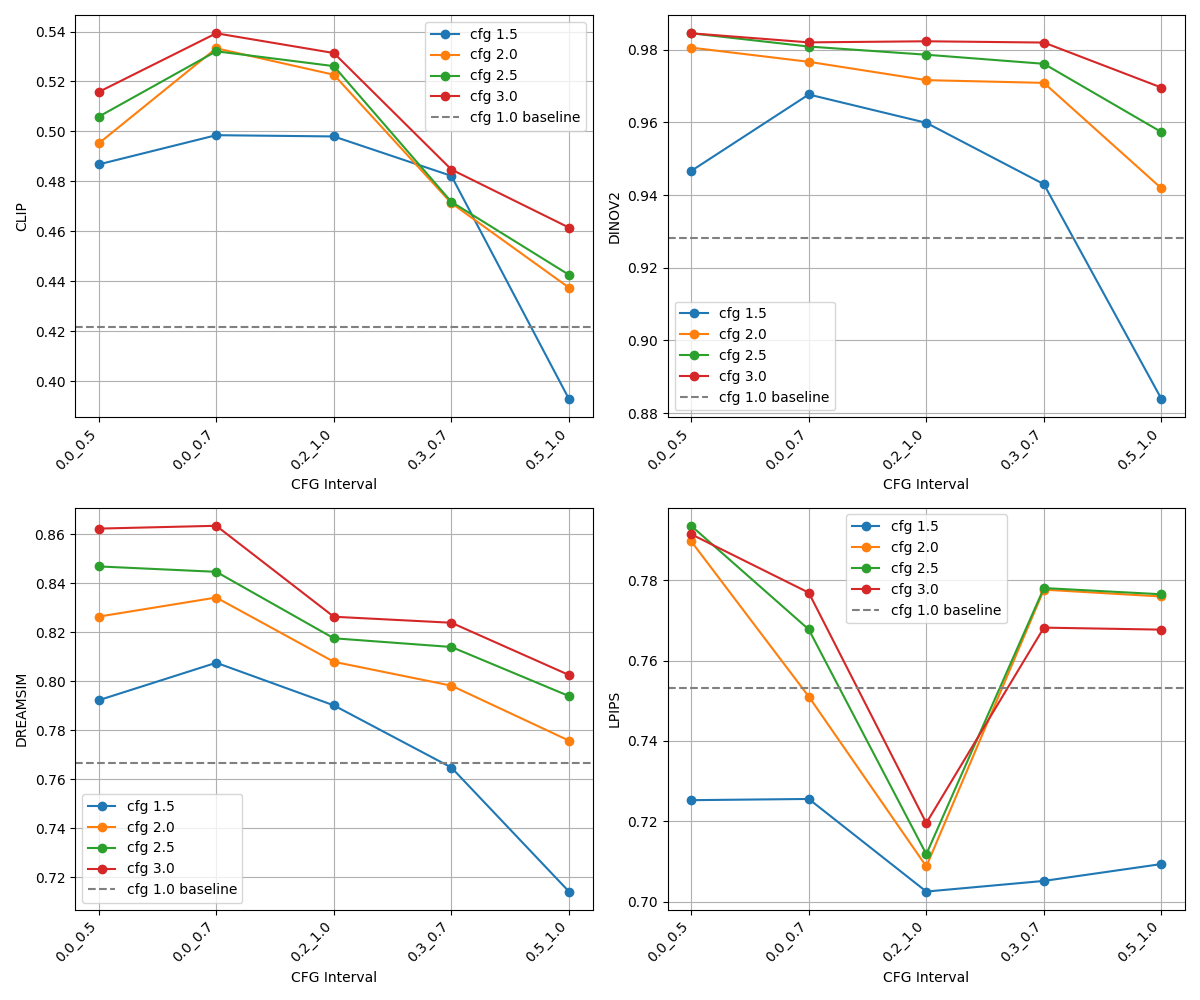 0.54
0.52
0.50
0.48
0.46
0.44
0.42
0.40
CLIP
cfg 1.5
cfg 2.0
cfg 2.5
cfg 3.0
cfg 1.0 baseline
0.0_0.5
0.0_0.7
0.2_1.0
0.3_0.7
0.5_1.0
CFG Interval
0.98
0.96
0.94
0.92
0.90
0.88
DINOV2
cfg 1.5
cfg 2.0
cfg 2.5
cfg 3.0
cfg 1.0 baseline
0.0_0.5
0.0_0.7
0.2_1.0
0.3_0.7
0.5_1.0
CFG Interval
0.86
0.84
0.82
0.80
0.78
0.76
0.74
0.72
DREAMSIM
cfg 1.5
cfg 2.0
cfg 2.5
cfg 3.0
cfg 1.0 baseline
0.0_0.5
0.0_0.7
0.2_1.0
0.3_0.7
0.5_1.0
CFG Interval
0.78
0.76
0.74
0.72
0.70
LPIPS
cfg 1.5
cfg 2.0
cfg 2.5
cfg 3.0
cfg 1.0 baseline
0.0_0.5
0.0_0.7
0.2_1.0
0.3_0.7
0.5_1.0
CFG Interval